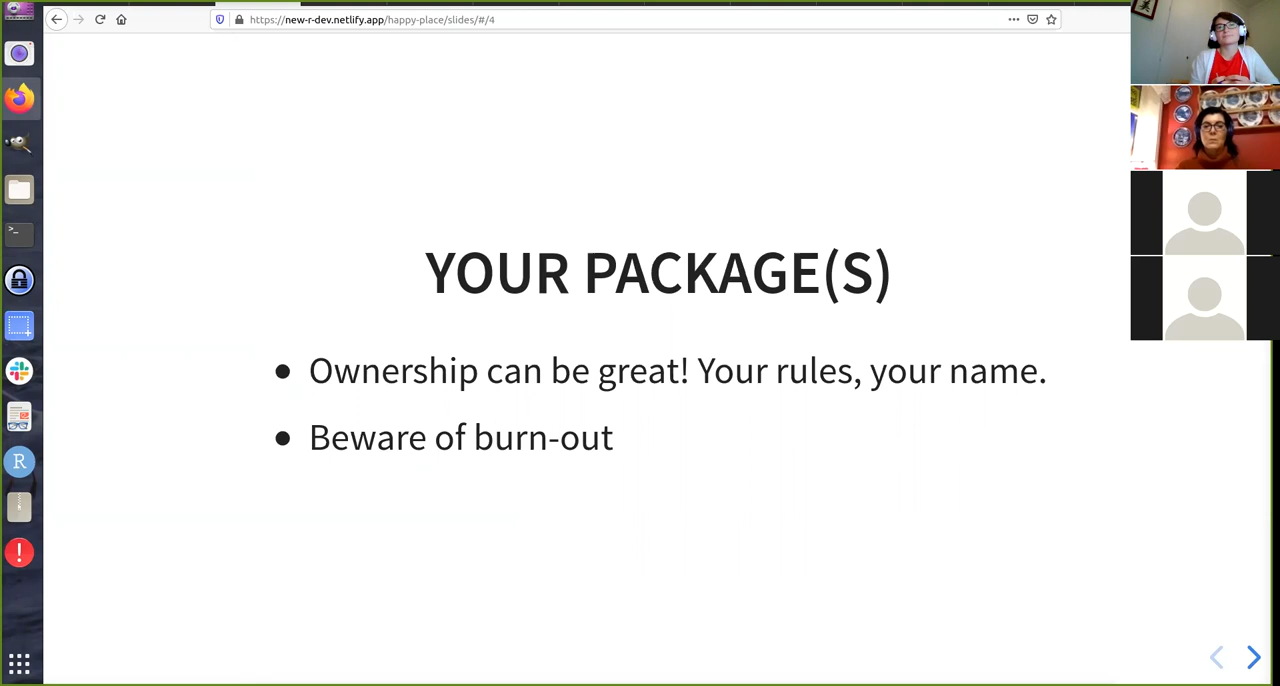 https://new-r-dev.netlify.app/happy-place/slides/#/4
YOUR PACKAGE(S)
• Ownership can be great! Your rules, your name.
• Beware of burn-out
>_
R
!